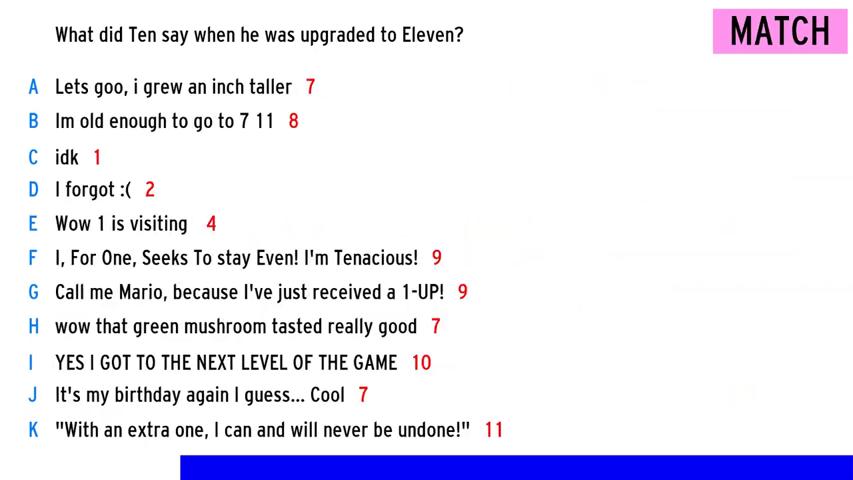 What did Ten say when he was upgraded to Eleven?
MATCH
A Lets goo, i grew an inch taller 7
B Im old enough to go to 7 11 8
C idk 1
D I forgot :( 2
E Wow 1 is visiting 4
F I, For One, Seeks To stay Even! I'm Tenacious! 9
G Call me Mario, because I've just received a 1-UP! 9
H wow that green mushroom tasted really good 7
I YES I GOT TO THE NEXT LEVEL OF THE GAME 10
J It's my birthday again I guess... Cool 7
K "With an extra one, I can and will never be undone!" 11